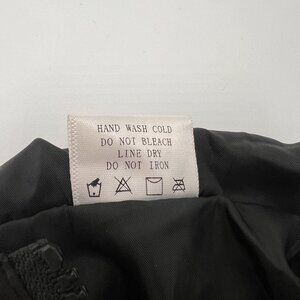 HAND WASH COLD
DO NOT BLEACH
LINE DRY
DO NOT IRON